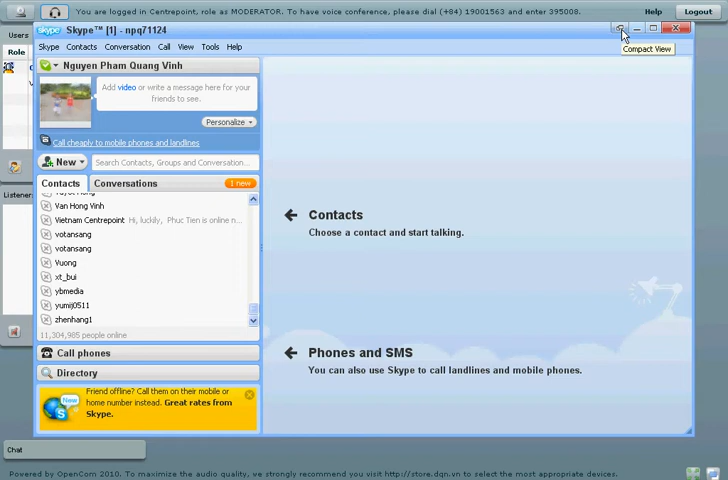 You are logged in Centrepoint, role as MODERATOR. To have voice conference, please dial (+84) 19001563 and enter 395008.
Help
Logout
Users
Role
Listeners
Skype™ [1] - npq71124
Compact View
Skype Contacts Conversation Call View Tools Help
Nguyen Pham Quang Vinh
Add video or write a message here for your
friends to see.
Personalize
Call cheaply to mobile phones and landlines
New
Search Contacts, Groups and Conversation...
Contacts
Conversations
1 new
Van Hong Vinh
Vietnam Centrepoint Hi, luckily, Phuc Tien is online n...
votansang
votansang
Vuong
xt_bui
ybmedia
yumij0511
zhenhang1
11,304,985 people online
Call phones
Directory
Friend offline? Call them on their mobile or
home number instead. Great rates from
Skype.
New
Contacts
Choose a contact and start talking.
Phones and SMS
You can also use Skype to call landlines and mobile phones.
Chat
Powered by OpenCom 2010. To maximize the audio quality, we strongly recommend you visit http://store.dqn.vn to select the most appropriate devices.